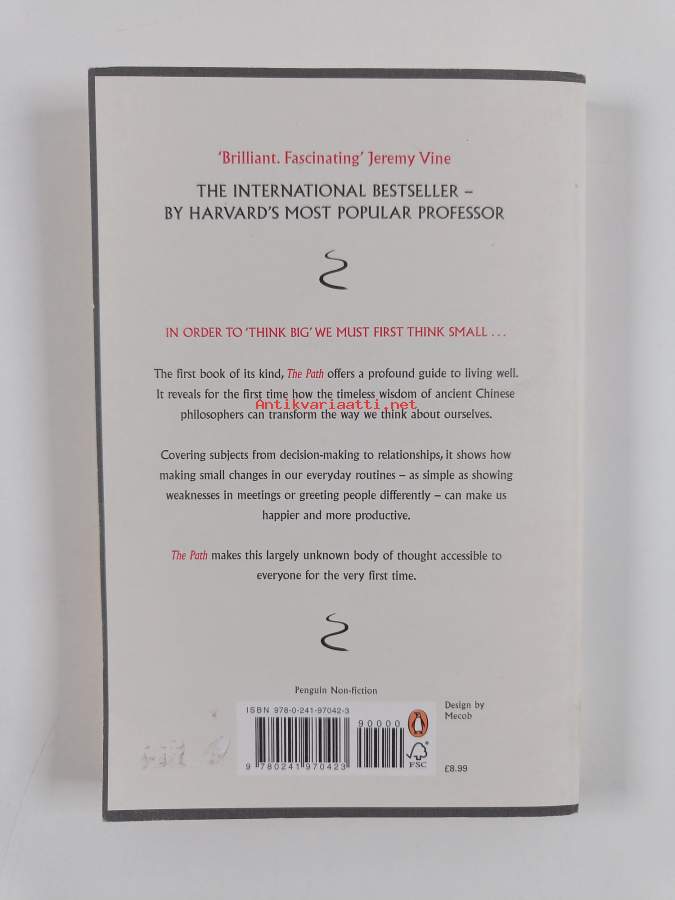 ‘Brilliant. Fascinating’ Jeremy Vine
THE INTERNATIONAL BESTSELLER –
BY HARVARD’S MOST POPULAR PROFESSOR
IN ORDER TO ‘THINK BIG’ WE MUST FIRST THINK SMALL . . .
The first book of its kind, The Path offers a profound guide to living well.
It reveals for the first time how the timeless wisdom of ancient Chinese
Antikvariaatti.net
philosophers can transform the way we think about ourselves.
Covering subjects from decision-making to relationships, it shows how
making small changes in our everyday routines – as simple as showing
weaknesses in meetings or greeting people differently – can make us
happier and more productive.
The Path makes this largely unknown body of thought accessible to
everyone for the very first time.
Penguin Non-fiction
ISBN 978-0-241-97042-3
90000
9 780241 970423
FSC
Design by
Mecob
£8.99